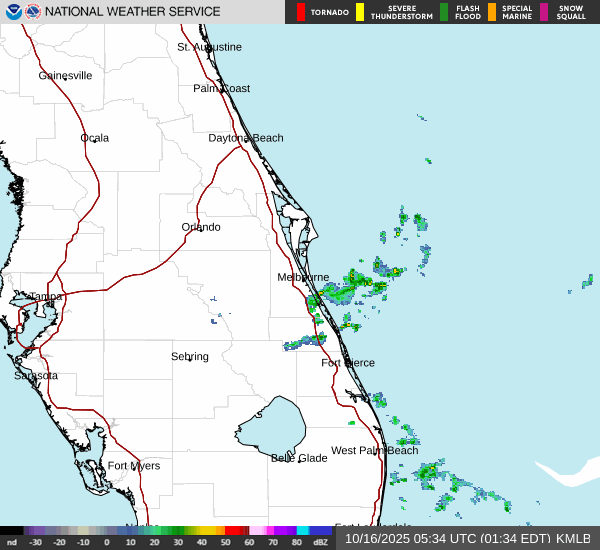 NATIONAL WEATHER SERVICE
TORNADO
SEVERE THUNDERSTORM
FLASH FLOOD
SPECIAL MARINE
SNOW SQUALL
St. Augustine
Gainesville
Palm Coast
Ocala
Daytona Beach
Orlando
Melbourne
Tampa
Sebring
Fort Pierce
Sarasota
West Palm Beach
Belle Glade
Fort Myers
nd -30 -20 -10 0 10 20 30 40 50 60 70 80 dBZ
10/16/2025 05:34 UTC (01:34 EDT) KMLB